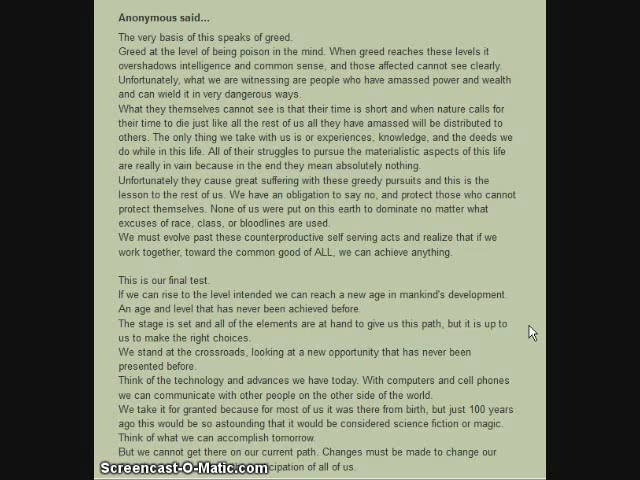 Anonymous said...
The very basis of this speaks of greed.
Greed at the level of being poison in the mind. When greed reaches these levels it
overshadows intelligence and common sense, and those affected cannot see clearly.
Unfortunately, what we are witnessing are people who have amassed power and wealth
and can wield it in very dangerous ways.
What they themselves cannot see is that their time is short and when nature calls for
their time to die just like all the rest of us all they have amassed will be distributed to
others. The only thing we take with us is or experiences, knowledge, and the deeds we
do while in this life. All of their struggles to pursue the materialistic aspects of this life
are really in vain because in the end they mean absolutely nothing.
Unfortunately they cause great suffering with these greedy pursuits and this is the
lesson to the rest of us. We have an obligation to say no, and protect those who cannot
protect themselves. None of us were put on this earth to dominate no matter what
excuses of race, class, or bloodlines are used.
We must evolve past these counterproductive self serving acts and realize that if we
work together, toward the common good of ALL, we can achieve anything.
This is our final test.
If we can rise to the level intended we can reach a new age in mankind's development.
An age and level that has never been achieved before.
The stage is set and all of the elements are at hand to give us this path, but it is up to
us to make the right choices.
We stand at the crossroads, looking at a new opportunity that has never been
presented before.
Think of the technology and advances we have today. With computers and cell phones
we can communicate with other people on the other side of the world.
We take it for granted because for most of us it was there from birth, but just 100 years
ago this would be so astounding that it would be considered science fiction or magic.
Think of what we can accomplish tomorrow.
But we cannot get there on our current path. Changes must be made to change our
of all of us.
Screencast-O-Matic.com